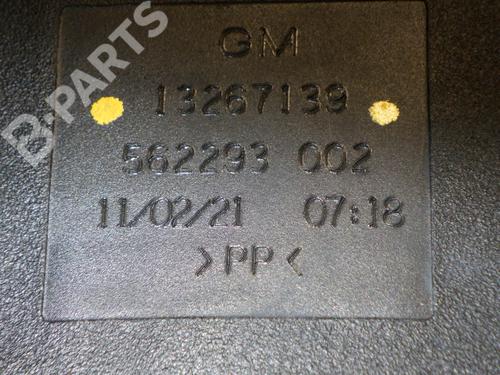 B-PARTS
GM
13267139
562293 002
11/02/21 07:18
>PP<